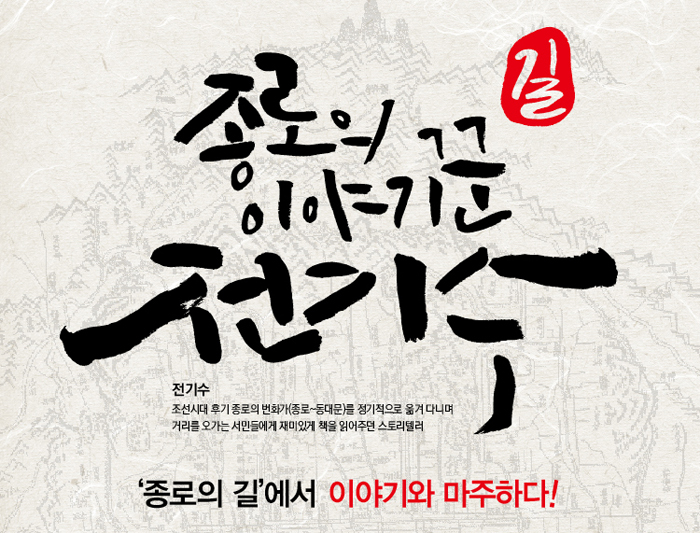 길
종로의
이야기꾼
전기수
전기수
조선시대 후기 종로의 번화가(종로~동대문)를 정기적으로 옮겨 다니며
거리를 오가는 서민들에게 재미있게 책을 읽어주던 스토리텔러
‘종로의 길’에서 이야기와 마주하다!